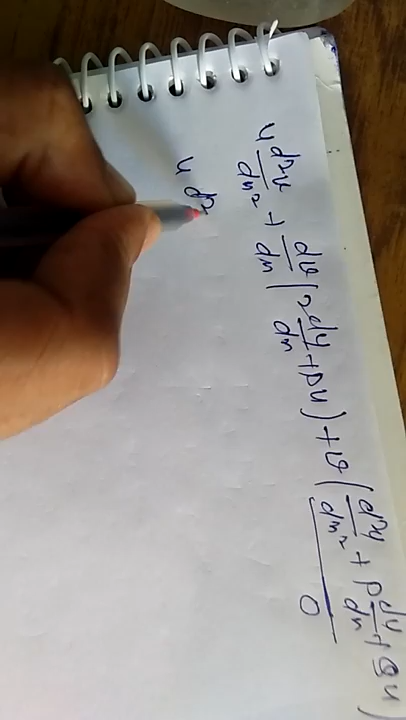 u d²v/dx² + dv/dx (2 du/dx + Pu) + v (d²u/dx² + P du/dx + Qu)
0
u d²